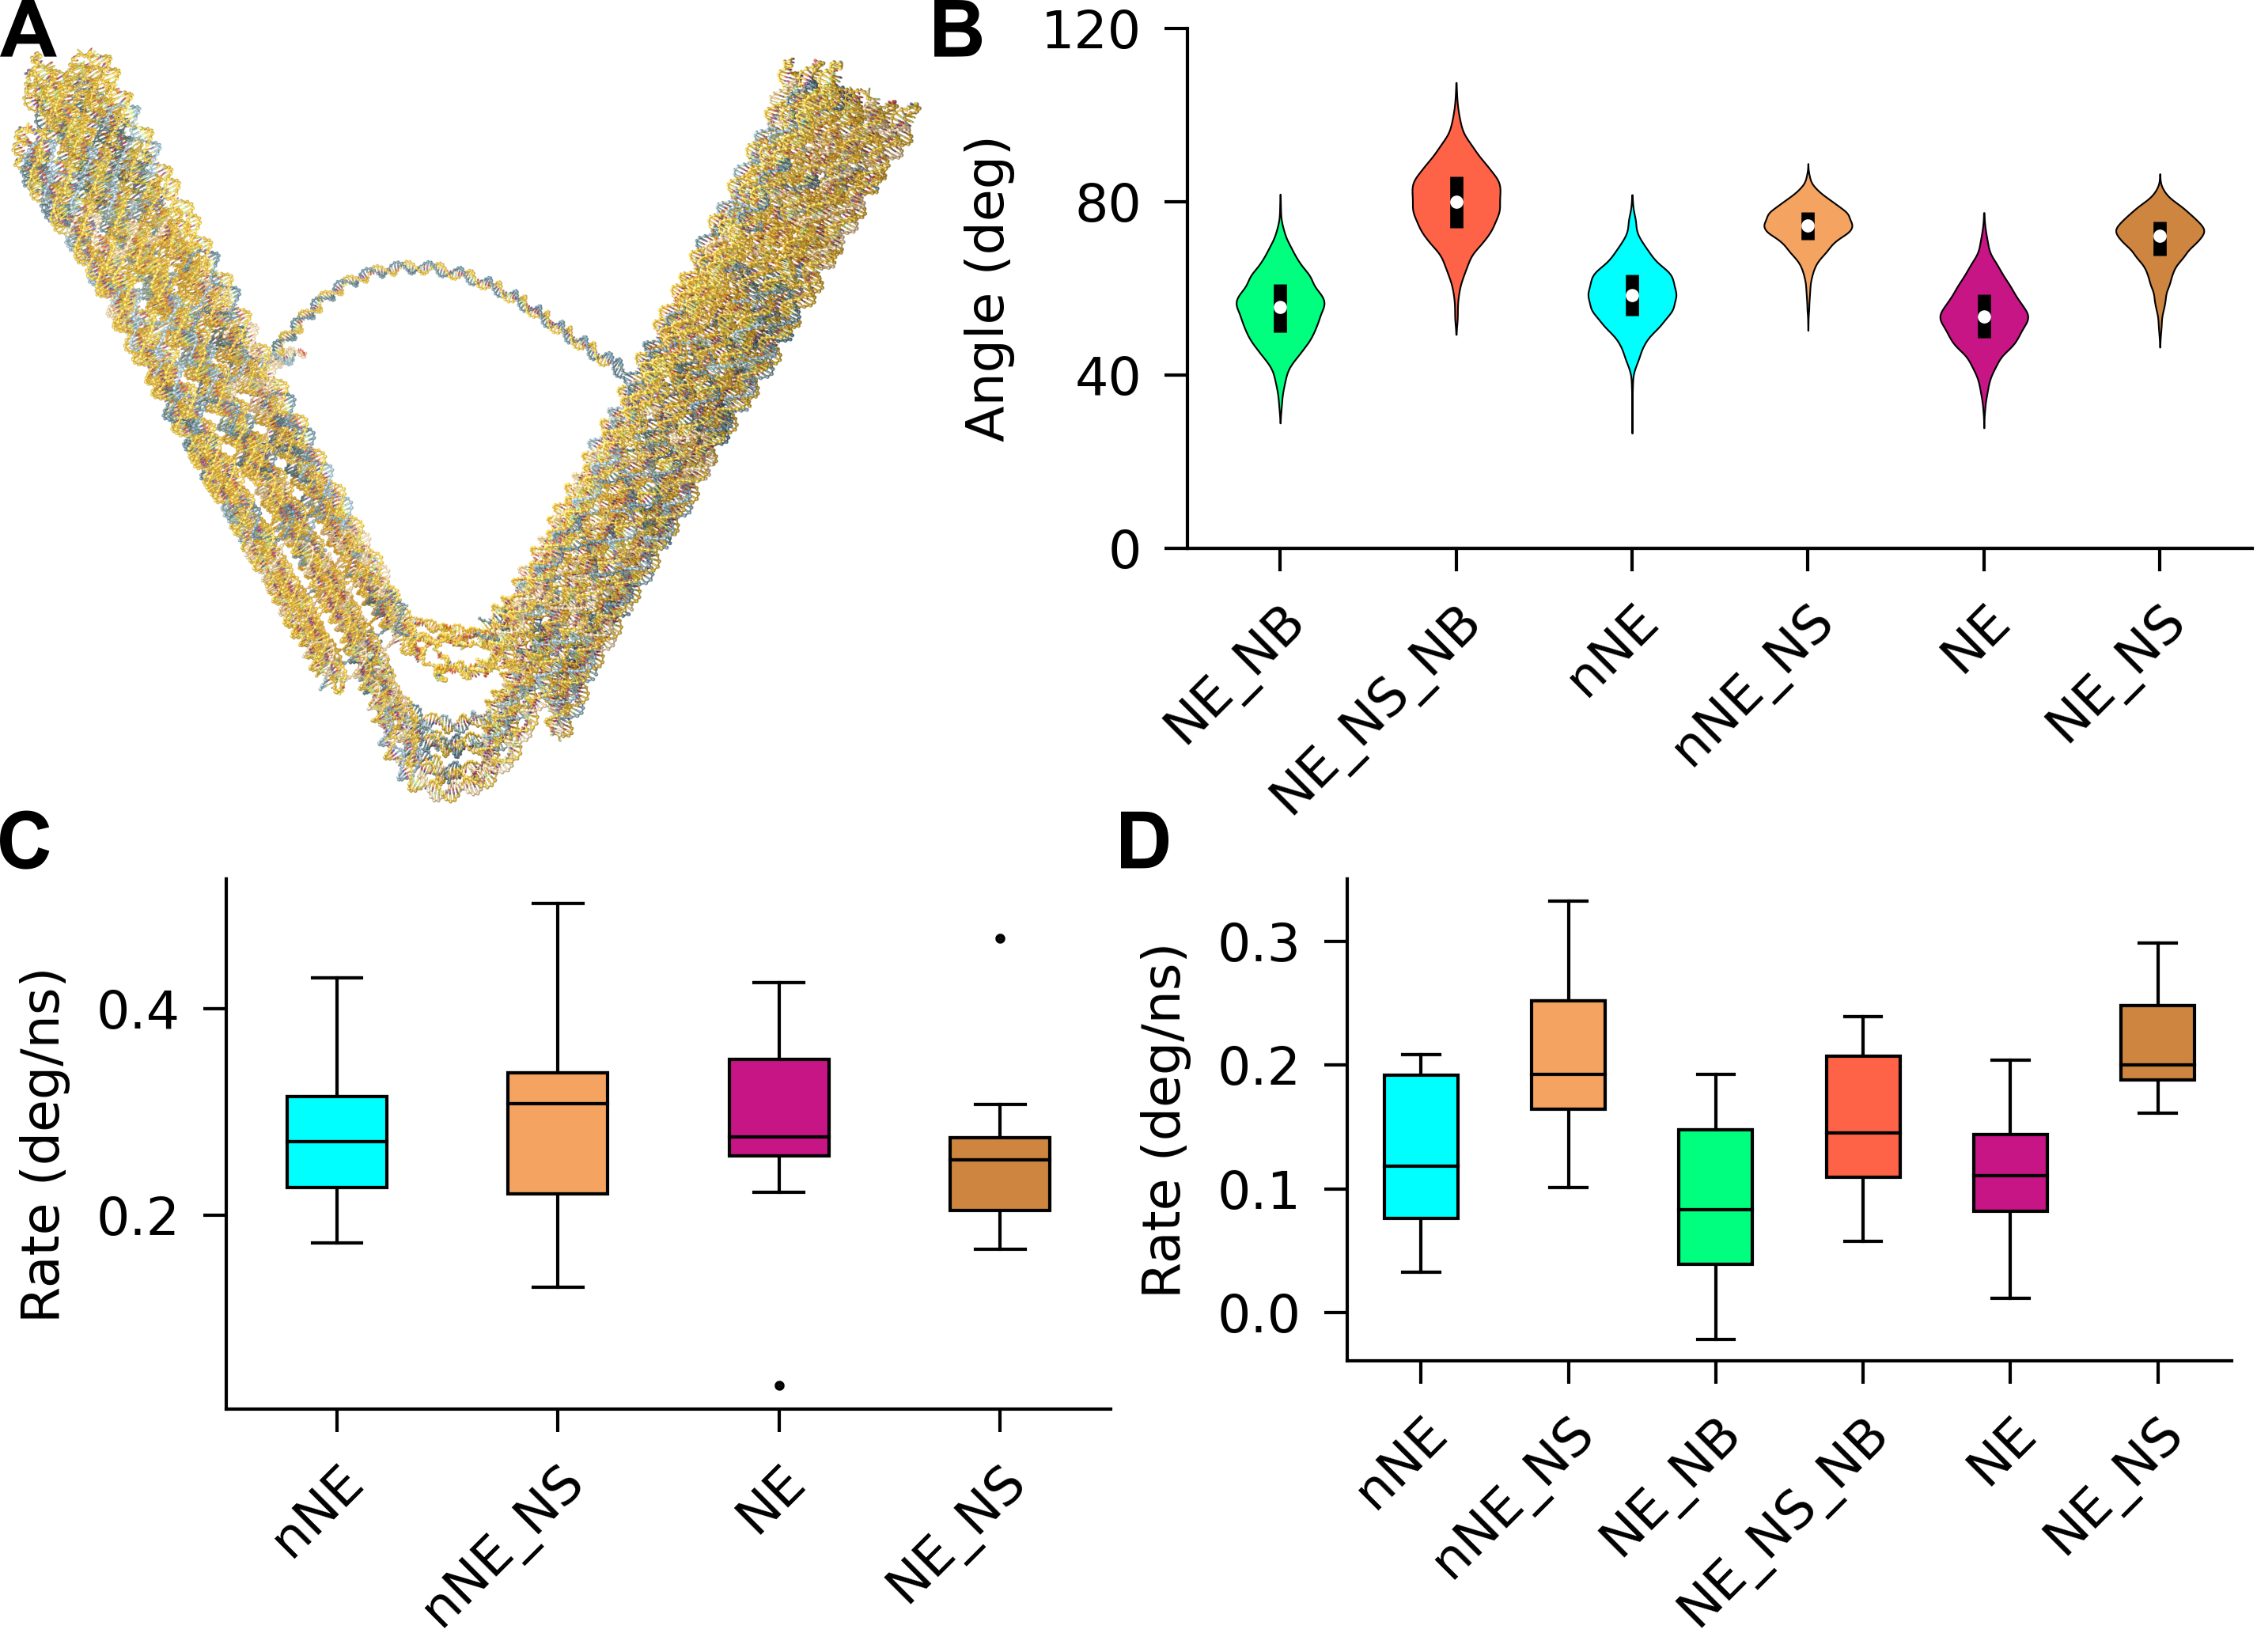 A
B
120
80
40
0
Angle (deg)
NE_NB
NE_NS_NB
nNE
nNE_NS
NE
NE_NS
C
0.4
0.2
Rate (deg/ns)
nNE
nNE_NS
NE
NE_NS
D
0.3
0.2
0.1
0.0
Rate (deg/ns)
nNE
nNE_NS
NE_NB
NE_NS_NB
NE
NE_NS